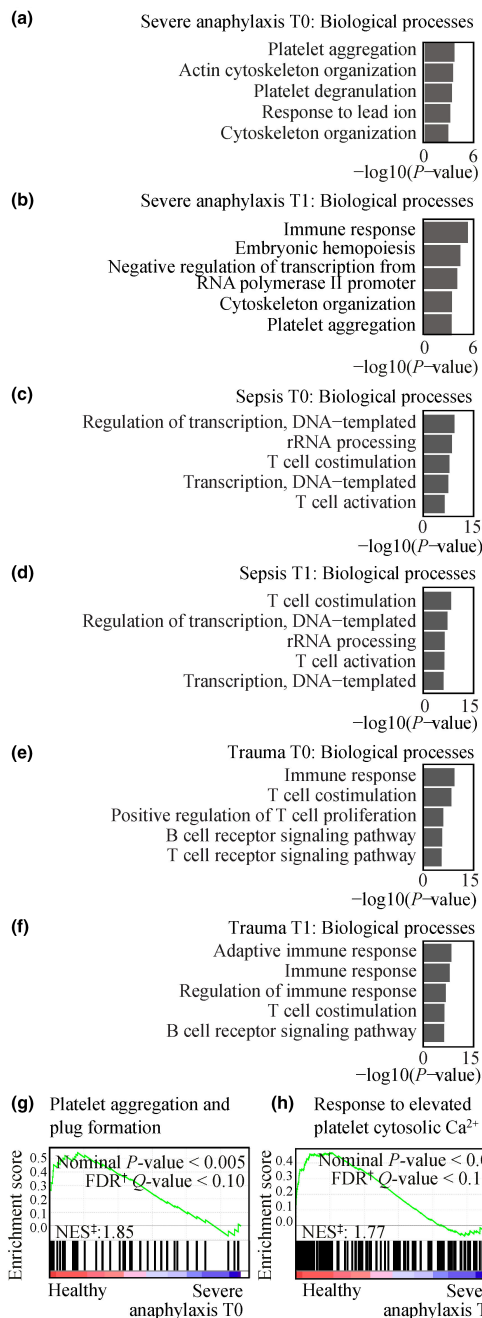 (a) Severe anaphylaxis T0: Biological processes
Platelet aggregation
Actin cytoskeleton organization
Platelet degranulation
Response to lead ion
Cytoskeleton organization
0 6
−log10(P−value)
(b) Severe anaphylaxis T1: Biological processes
Immune response
Embryonic hemopoiesis
Negative regulation of transcription from
RNA polymerase II promoter
Cytoskeleton organization
Platelet aggregation
0 6
−log10(P−value)
(c) Sepsis T0: Biological processes
Regulation of transcription, DNA−templated
rRNA processing
T cell costimulation
Transcription, DNA−templated
T cell activation
0 15
−log10(P−value)
(d) Sepsis T1: Biological processes
T cell costimulation
Regulation of transcription, DNA−templated
rRNA processing
T cell activation
Transcription, DNA−templated
0 15
−log10(P−value)
(e) Trauma T0: Biological processes
Immune response
T cell costimulation
Positive regulation of T cell proliferation
B cell receptor signaling pathway
T cell receptor signaling pathway
0 15
−log10(P−value)
(f) Trauma T1: Biological processes
Adaptive immune response
Immune response
Regulation of immune response
T cell costimulation
B cell receptor signaling pathway
0 15
−log10(P−value)
(g) Platelet aggregation and
plug formation
Enrichment score
0.5
0.4
0.3
0.2
0.1
0.0
Nominal P-value < 0.005
FDR† Q-value < 0.10
NES‡: 1.85
Healthy Severe
anaphylaxis T0
(h) Response to elevated
platelet cytosolic Ca2+
Enrichment score
0.4
0.3
0.2
0.1
0.0
Nominal P-value < 0.0
FDR† Q-value < 0.1
NES‡: 1.77
Healthy Seve
anaphylaxis T